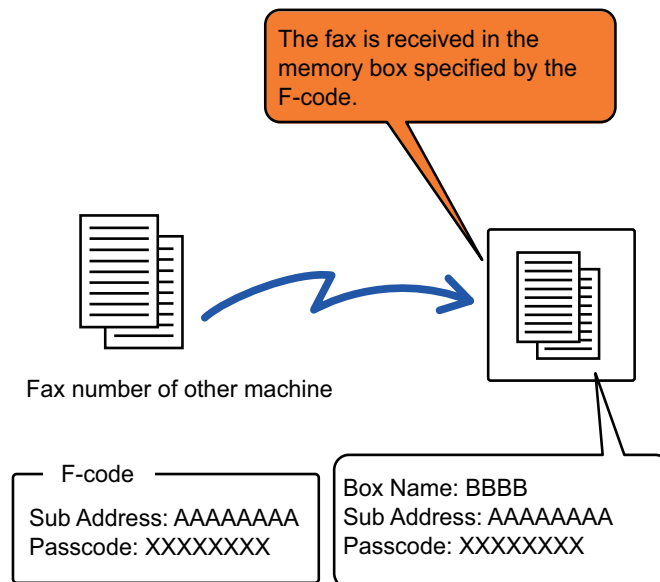 The fax is received in the
memory box specified by the
F-code.
Fax number of other machine
F-code
Sub Address: AAAAAAAA
Passcode: XXXXXXXX
Box Name: BBBB
Sub Address: AAAAAAAA
Passcode: XXXXXXXX